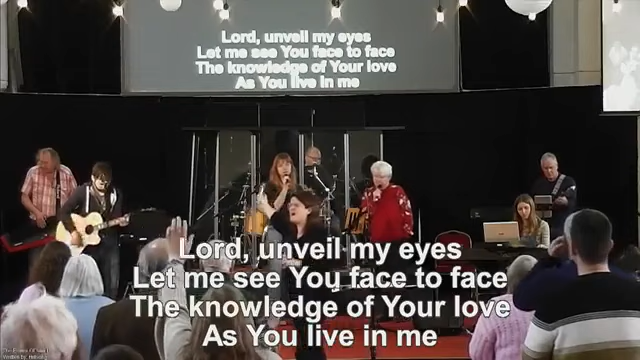 Lord, unveil my eyes
Let me see You face to face
The knowledge of Your love
As You live in me
Lord, unveil my eyes
Let me see You face to face
The knowledge of Your love
As You live in me